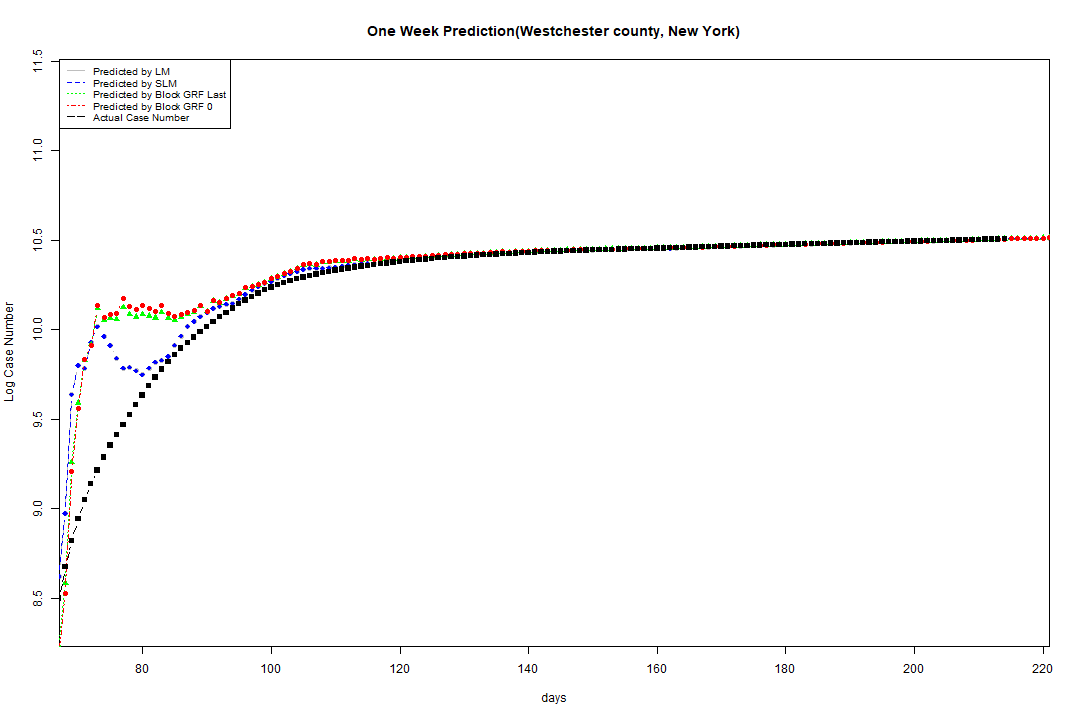 One Week Prediction(Westchester county, New York)
11.5
11.0
10.5
10.0
9.5
9.0
8.5
Log Case Number
Predicted by LM
Predicted by SLM
Predicted by Block GRF Last
Predicted by Block GRF 0
Actual Case Number
80
100
120
140
160
180
200
220
days